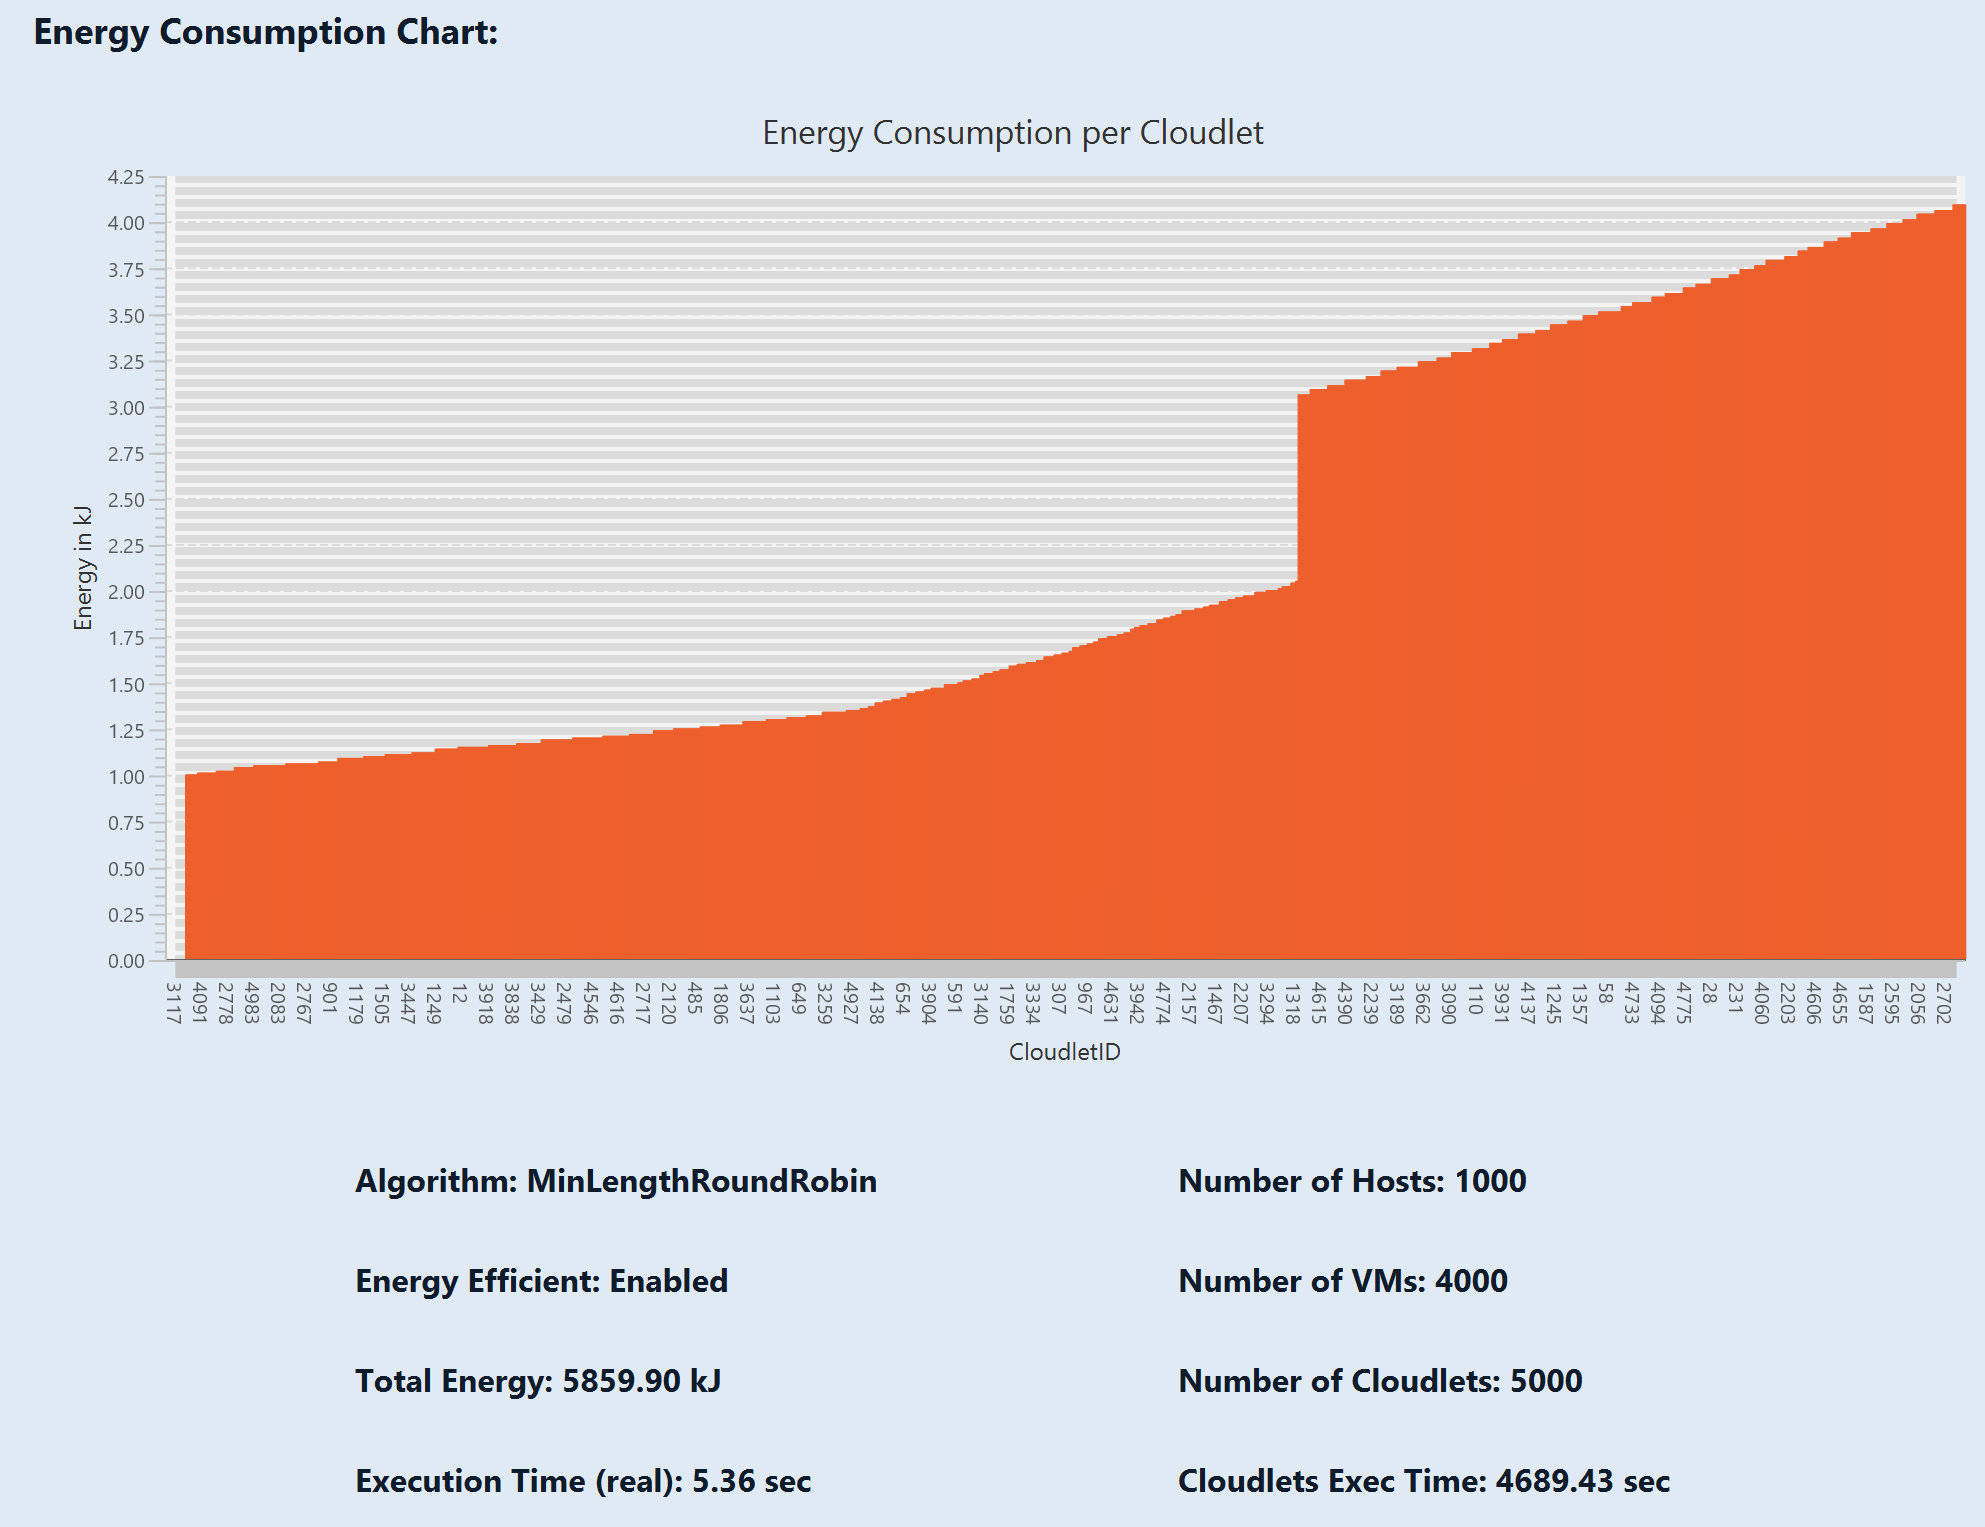 Energy Consumption Chart:
Energy Consumption per Cloudlet
4.25
4.00
3.75
3.50
3.25
3.00
2.75
2.50
2.25
2.00
1.75
1.50
1.25
1.00
0.75
0.50
0.25
0.00
Energy in kJ
3117 4091 2778 4983 2083 2767 901 1179 1505 3447 1249 12 3918 3838 3429 2479 4546 4616 2717 2120 485 1806 3637 1103 649 3259 4927 4138 654 3904 591 3140 1759 3334 307 967 4631 3942 4774 2157 1467 2207 3294 1318 4615 4390 2239 3189 3662 3090 110 3931 4137 1245 1357 58 4733 4094 4775 28 231 4060 2203 4606 4655 1587 2595 2056 2702
CloudletID
Algorithm: MinLengthRoundRobin
Number of Hosts: 1000
Energy Efficient: Enabled
Number of VMs: 4000
Total Energy: 5859.90 kJ
Number of Cloudlets: 5000
Execution Time (real): 5.36 sec
Cloudlets Exec Time: 4689.43 sec